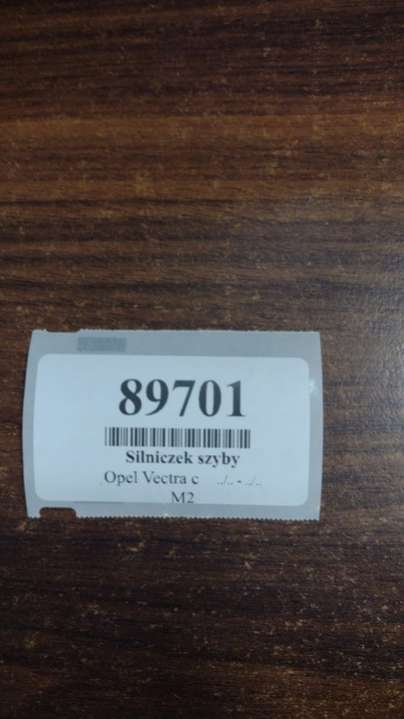 89701
Silniczek szyby
Opel Vectra c ../.. - ../..
M2